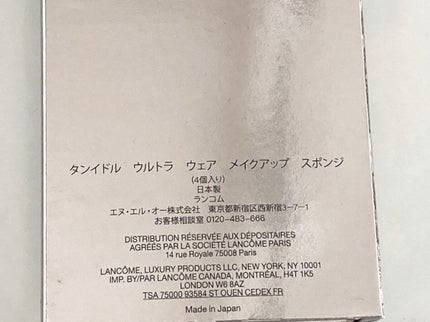 タンイドル　ウルトラ　ウェア　メイクアップ　スポンジ
(4個入り)
日本製
ランコム
エヌ・エル・オー株式会社　東京都新宿区西新宿3-7-1
お客様相談室 0120-483-666
DISTRIBUTION RÉSERVÉE AUX DÉPOSITAIRES
AGRÉÉS PAR LA SOCIÉTÉ LANCÔME PARIS
14 rue Royale 75008 Paris
LANCÔME, LUXURY PRODUCTS LLC, NEW YORK, NY 10001
IMP. BY/PAR LANCÔME CANADA, MONTRÉAL, H4T 1K5
LONDON W6 8AZ
TSA 75000 93584 ST OUEN CEDEX FR
Made in Japan